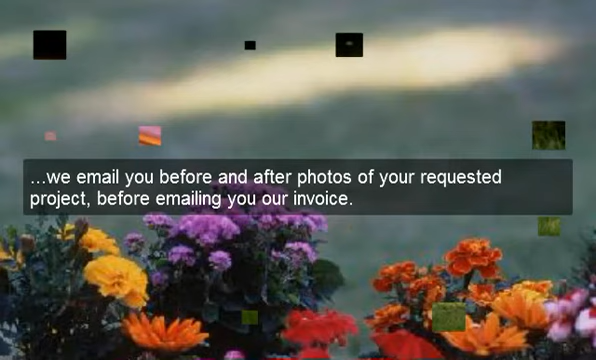 ...we email you before and after photos of your requested
project, before emailing you our invoice.